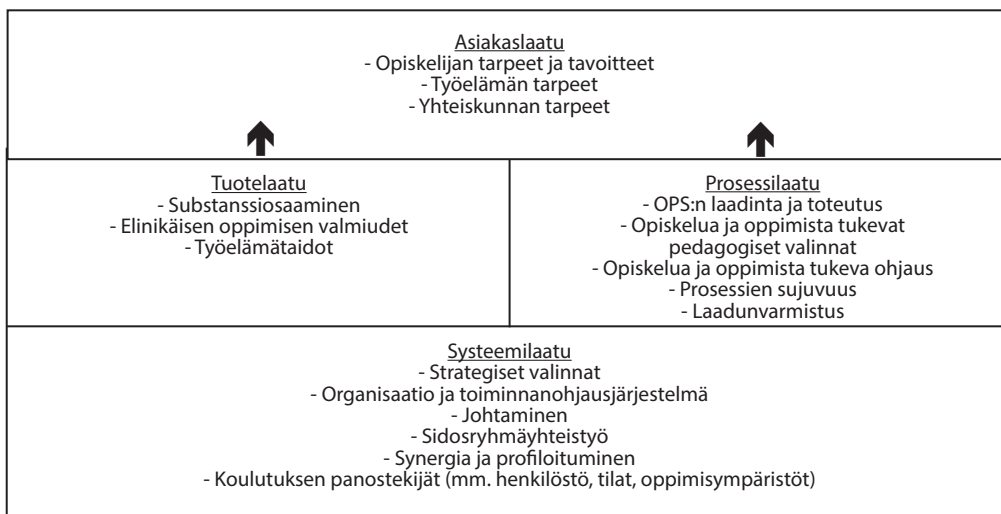 Asiakaslaatu
- Opiskelijan tarpeet ja tavoitteet
- Työelämän tarpeet
- Yhteiskunnan tarpeet
Tuotelaatu
- Substanssiosaaminen
- Elinikäisen oppimisen valmiudet
- Työelämätaidot
Prosessilaatu
- OPS:n laadinta ja toteutus
- Opiskelua ja oppimista tukevat
pedagogiset valinnat
- Opiskelua ja oppimista tukeva ohjaus
- Prosessien sujuvuus
- Laadunvarmistus
Systeemilaatu
- Strategiset valinnat
- Organisaatio ja toiminnanohjausjärjestelmä
- Johtaminen
- Sidosryhmäyhteistyö
- Synergia ja profiloituminen
- Koulutuksen panostekijät (mm. henkilöstö, tilat, oppimisympäristöt)